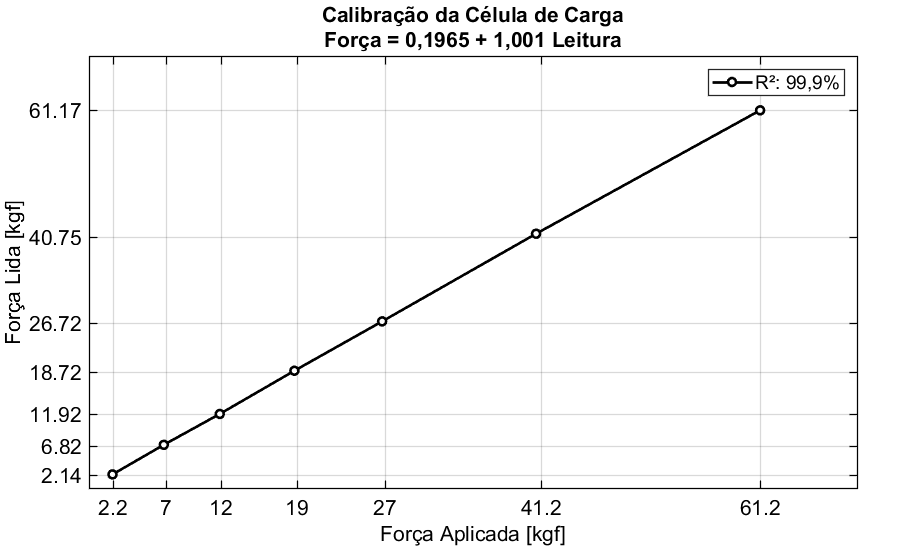 Calibração da Célula de Carga
Força = 0,1965 + 1,001 Leitura
R²: 99,9%
Força Lida [kgf]
61.17
40.75
26.72
18.72
11.92
6.82
2.14
2.2 7 12 19 27 41.2 61.2
Força Aplicada [kgf]